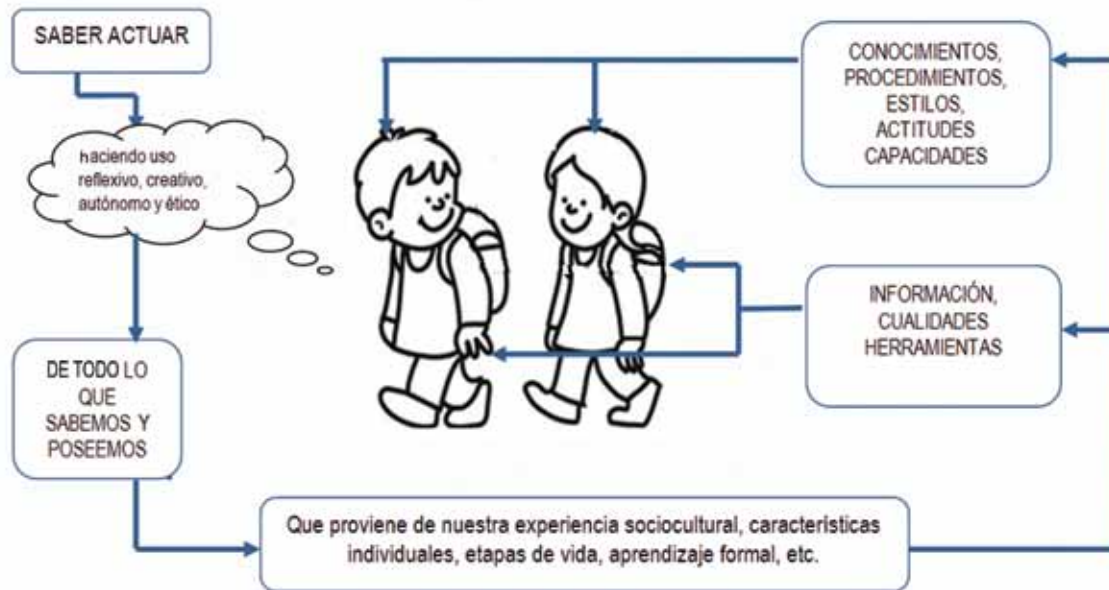 SABER ACTUAR
haciendo uso
reflexivo, creativo,
autónomo y ético
DE TODO LO
QUE
SABEMOS Y
POSEEMOS
Que proviene de nuestra experiencia sociocultural, características
individuales, etapas de vida, aprendizaje formal, etc.
CONOCIMIENTOS,
PROCEDIMIENTOS,
ESTILOS,
ACTITUDES
CAPACIDADES
INFORMACIÓN,
CUALIDADES
HERRAMIENTAS